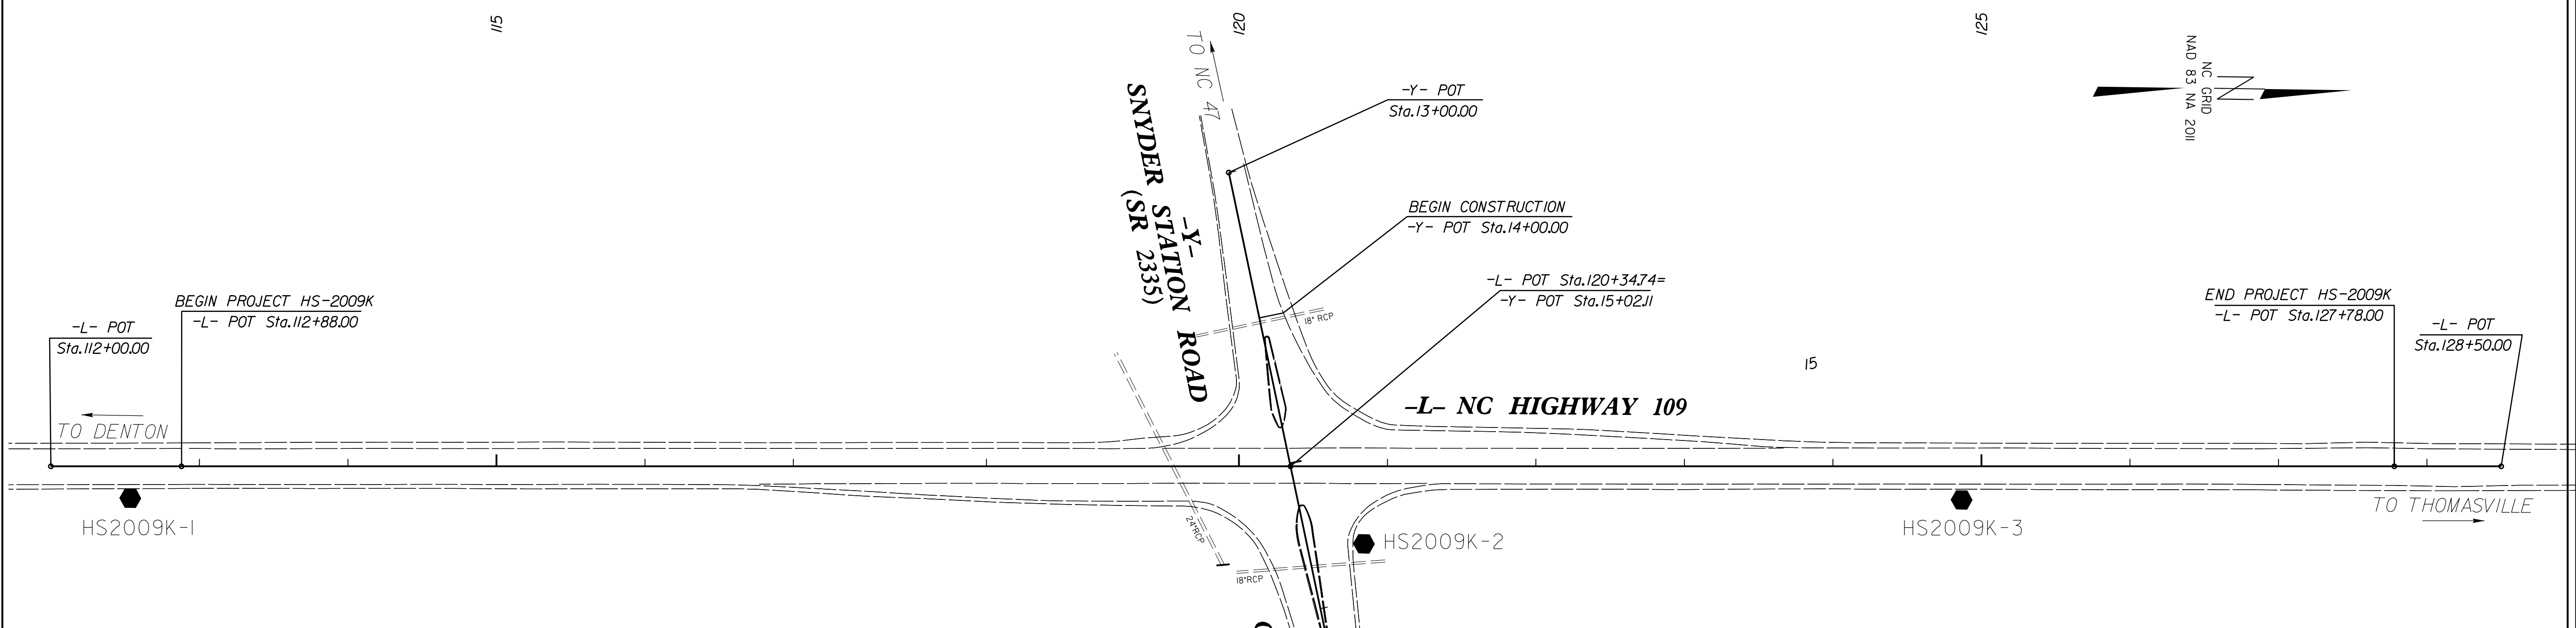 115
120
125
TO NC 47
NC GRID
NAD 83 NA 2011
-Y- POT
Sta.13+00.00
-Y-
SNYDER STATION ROAD
(SR 2335)
BEGIN CONSTRUCTION
-Y- POT Sta.14+00.00
-L- POT Sta.120+34.74=
-Y- POT Sta.15+02.11
18" RCP
BEGIN PROJECT HS-2009K
-L- POT Sta.112+88.00
-L- POT
Sta.112+00.00
END PROJECT HS-2009K
-L- POT Sta.127+78.00
-L- POT
Sta.128+50.00
15
-L- NC HIGHWAY 109
TO DENTON
TO THOMASVILLE
HS2009K-1
24"RCP
HS2009K-2
HS2009K-3
18"RCP